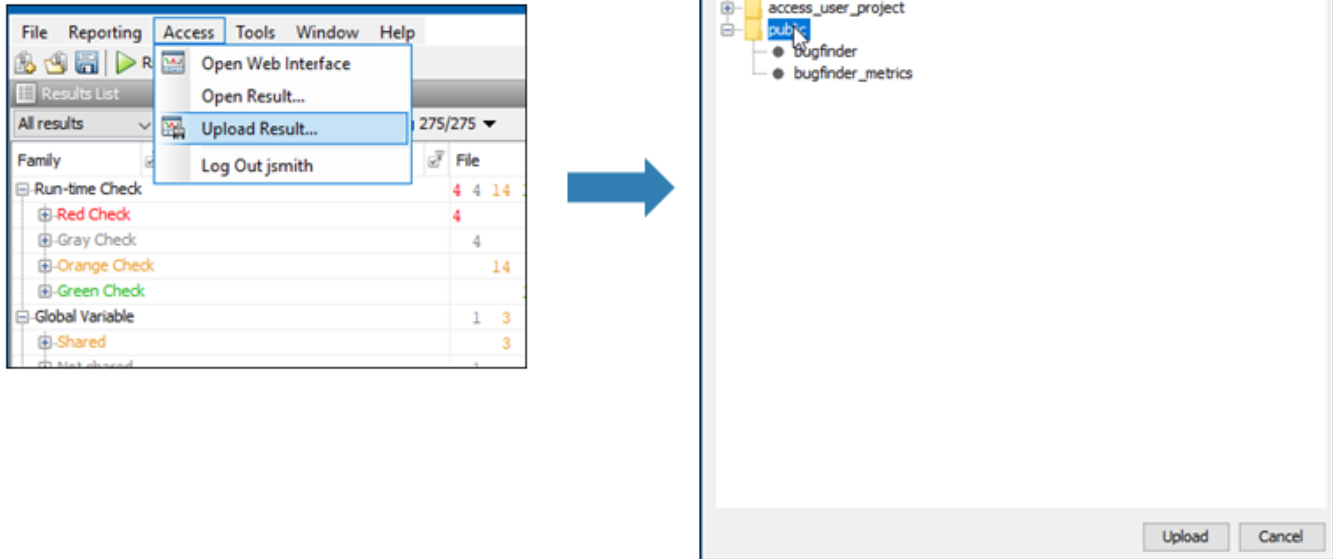 File Reporting Access Tools Window Help
Open Web Interface
Results List
Open Result...
All results
Upload Result...
275/275
Family
Log Out jsmith
File
Run-time Check 4 4 14
Red Check 4
Gray Check 4
Orange Check 14
Green Check
Global Variable 1 3
Shared 3
access_user_project
public
bugfinder
bugfinder_metrics
Upload Cancel